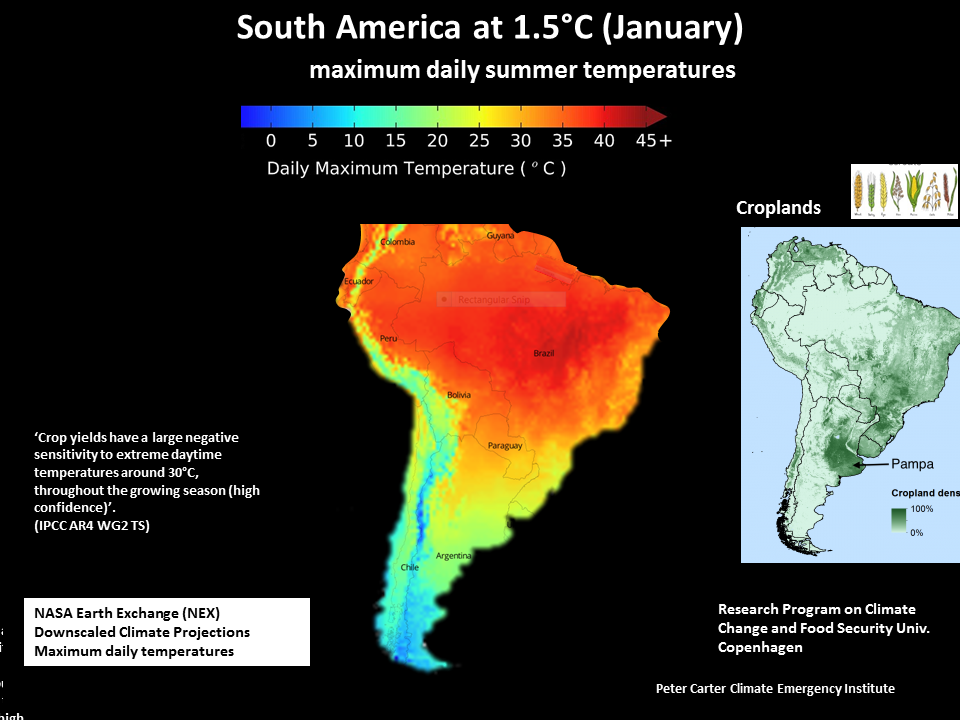 South America at 1.5°C (January)
maximum daily summer temperatures
0 5 10 15 20 25 30 35 40 45+
Daily Maximum Temperature ( ° C )
Croplands
Colombia
Guyana
Ecuador
Rectangular Snip
Peru
Brazil
Bolivia
Paraguay
Argentina
Chile
‘Crop yields have a large negative
sensitivity to extreme daytime
temperatures around 30°C,
throughout the growing season (high
confidence)’.
(IPCC AR4 WG2 TS)
Pampa
Cropland dens
100%
0%
NASA Earth Exchange (NEX)
Downscaled Climate Projections
Maximum daily temperatures
Research Program on Climate
Change and Food Security Univ.
Copenhagen
Peter Carter Climate Emergency Institute
high